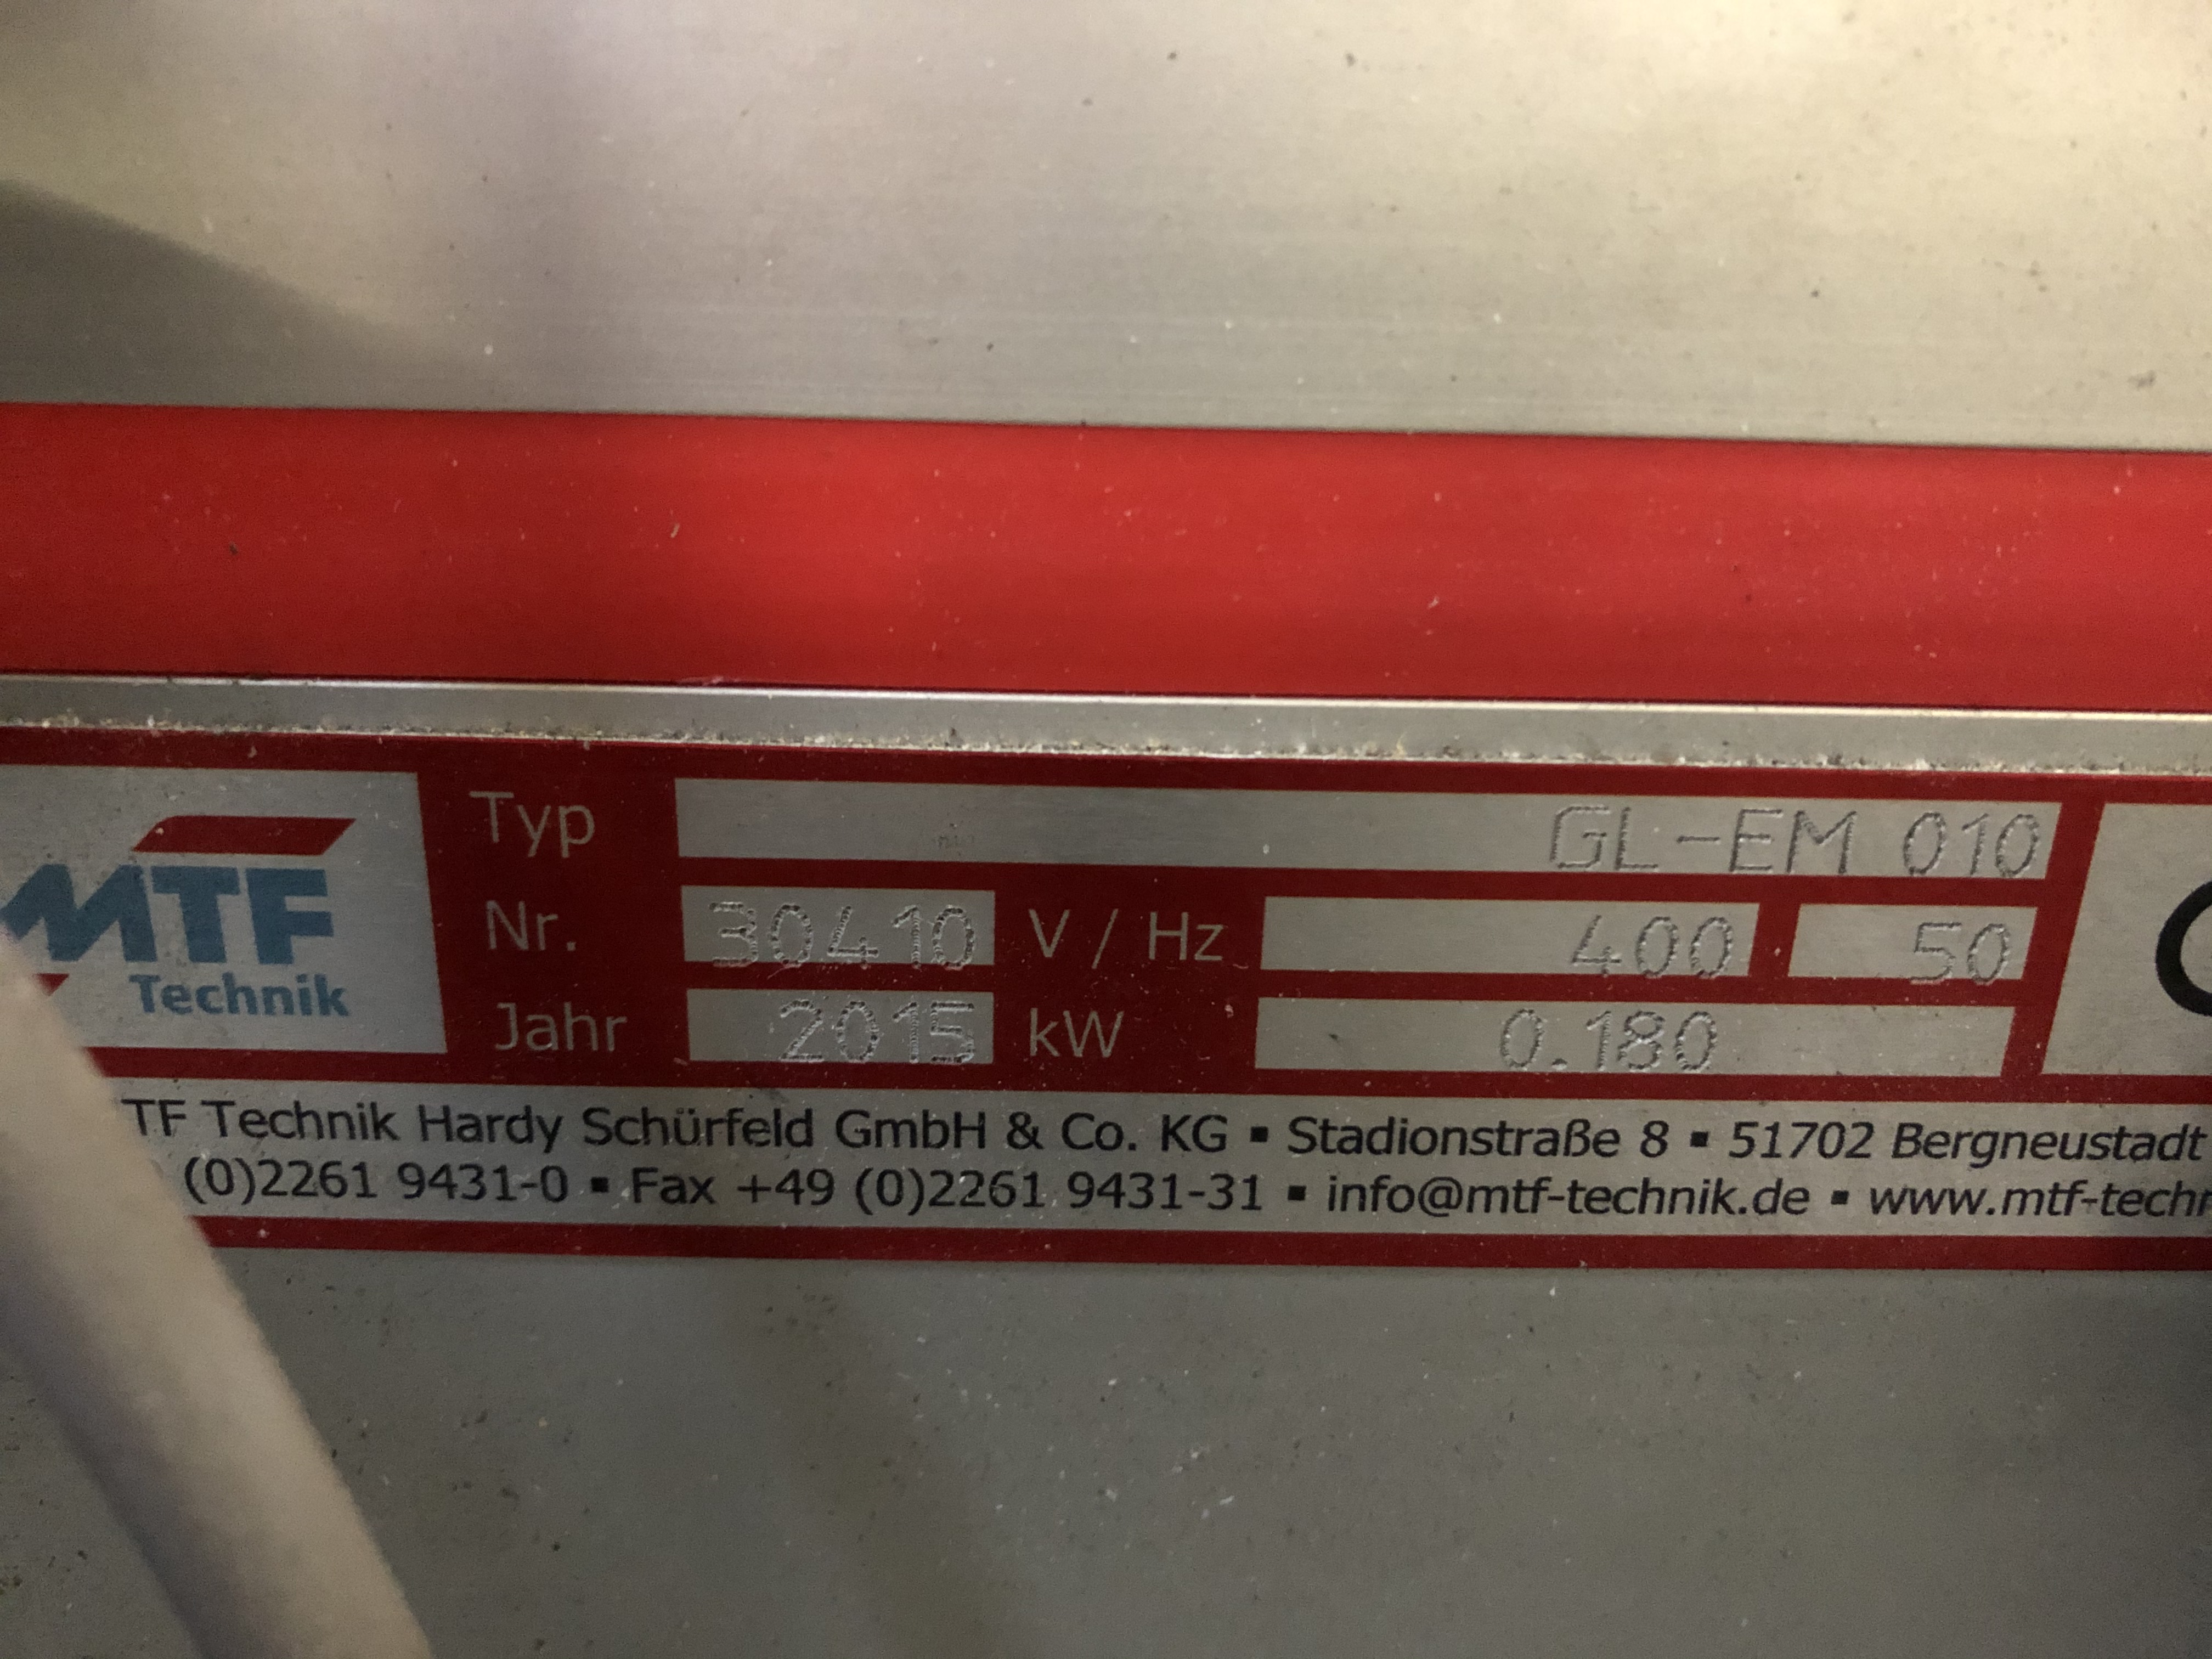 MTF
Technik
Typ GL-EM 010
Nr. 30410 V / Hz 400 50
Jahr 2015 kW 0.180
TF Technik Hardy Schürfeld GmbH & Co. KG ▪ Stadionstraße 8 ▪ 51702 Bergneustadt
(0)2261 9431-0 ▪ Fax +49 (0)2261 9431-31 ▪ info@mtf-technik.de ▪ www.mtf-techn